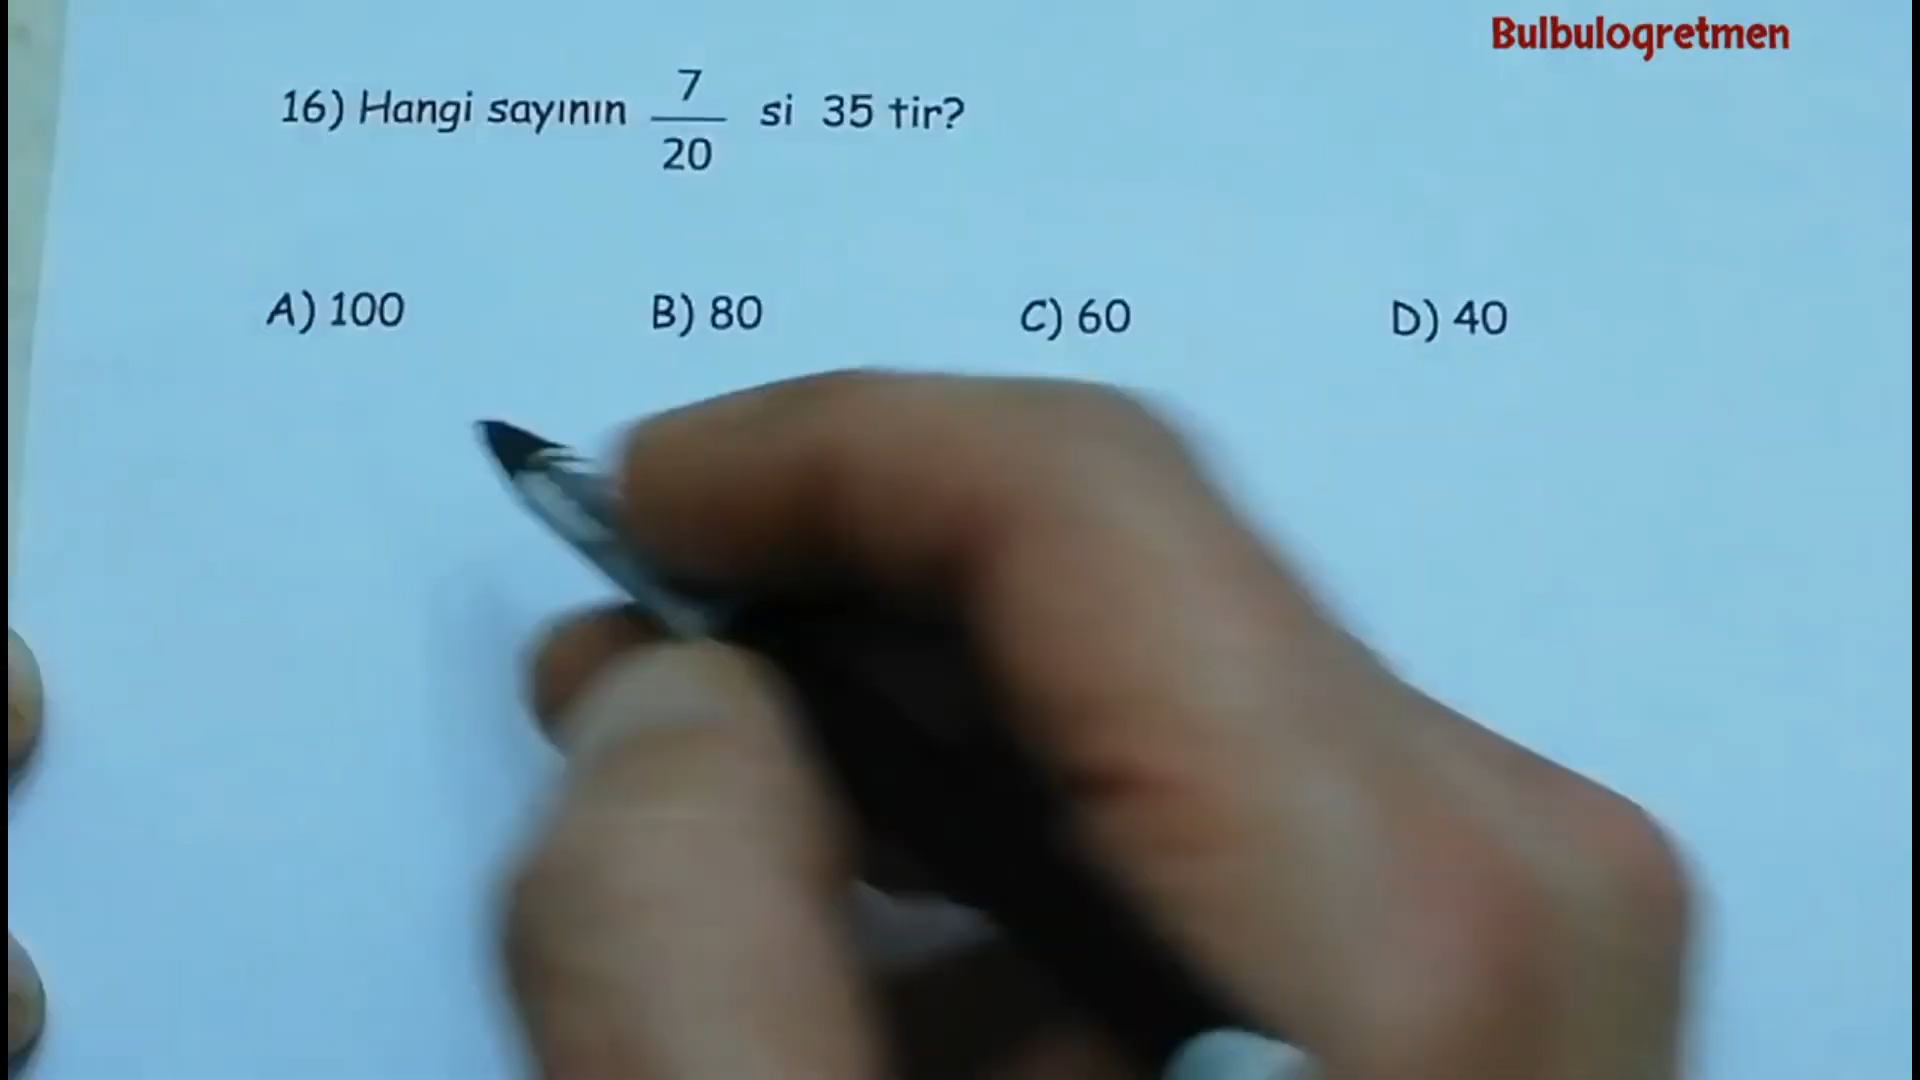 Bulbulogretmen
16) Hangi sayının 7/20 si 35 tir?
A) 100 B) 80 C) 60 D) 40